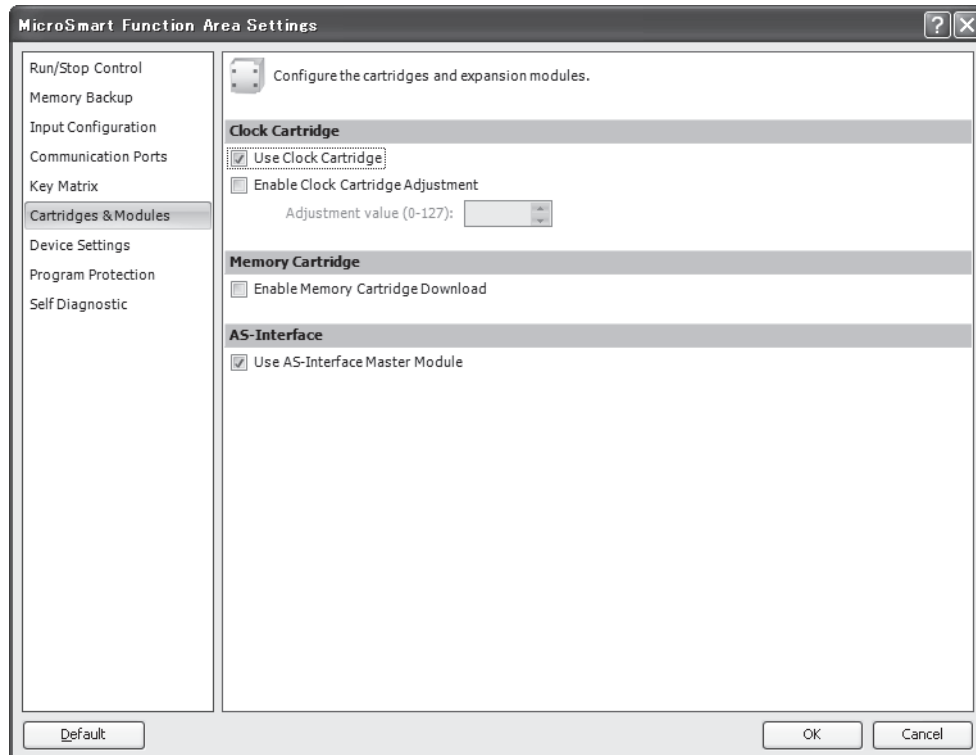 MicroSmart Function Area Settings
Run/Stop Control
Memory Backup
Input Configuration
Communication Ports
Key Matrix
Cartridges & Modules
Device Settings
Program Protection
Self Diagnostic
Configure the cartridges and expansion modules.
Clock Cartridge
Use Clock Cartridge
Enable Clock Cartridge Adjustment
Adjustment value (0-127):
Memory Cartridge
Enable Memory Cartridge Download
AS-Interface
Use AS-Interface Master Module
Default
OK
Cancel